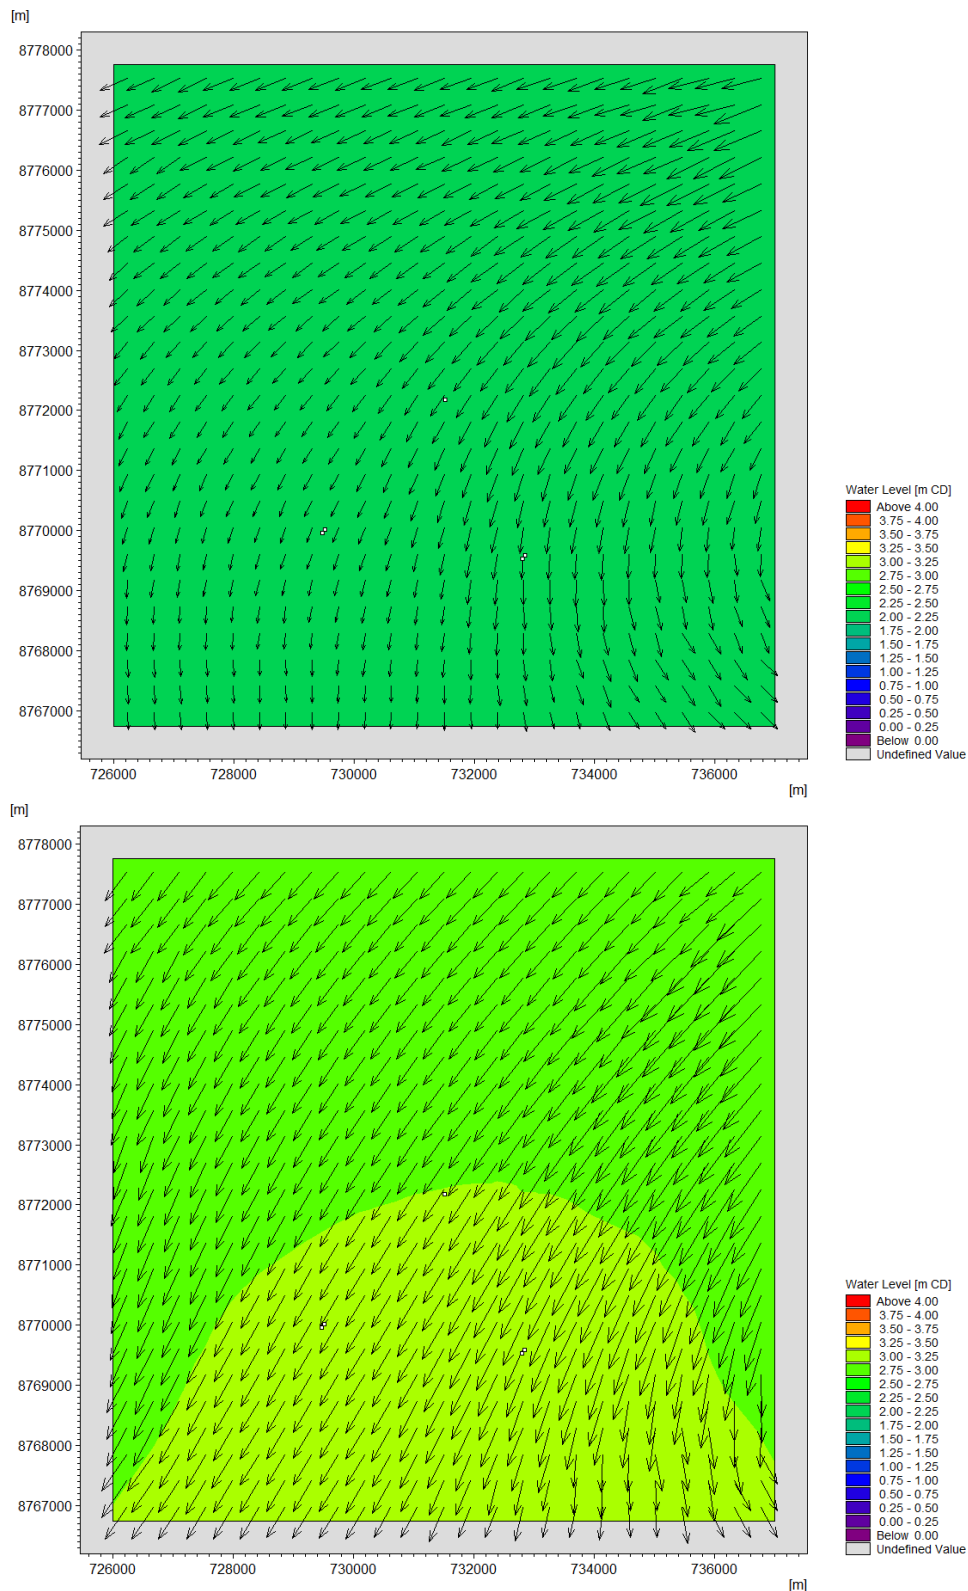 [m]
8778000
8777000
8776000
8775000
8774000
8773000
8772000
8771000
8770000
8769000
8768000
8767000
726000 728000 730000 732000 734000 736000
[m]
Water Level [m CD]
Above 4.00
3.75 - 4.00
3.50 - 3.75
3.25 - 3.50
3.00 - 3.25
2.75 - 3.00
2.50 - 2.75
2.25 - 2.50
2.00 - 2.25
1.75 - 2.00
1.50 - 1.75
1.25 - 1.50
1.00 - 1.25
0.75 - 1.00
0.50 - 0.75
0.25 - 0.50
0.00 - 0.25
Below 0.00
Undefined Value
[m]
8778000
8777000
8776000
8775000
8774000
8773000
8772000
8771000
8770000
8769000
8768000
8767000
726000 728000 730000 732000 734000 736000
[m]
Water Level [m CD]
Above 4.00
3.75 - 4.00
3.50 - 3.75
3.25 - 3.50
3.00 - 3.25
2.75 - 3.00
2.50 - 2.75
2.25 - 2.50
2.00 - 2.25
1.75 - 2.00
1.50 - 1.75
1.25 - 1.50
1.00 - 1.25
0.75 - 1.00
0.50 - 0.75
0.25 - 0.50
0.00 - 0.25
Below 0.00
Undefined Value